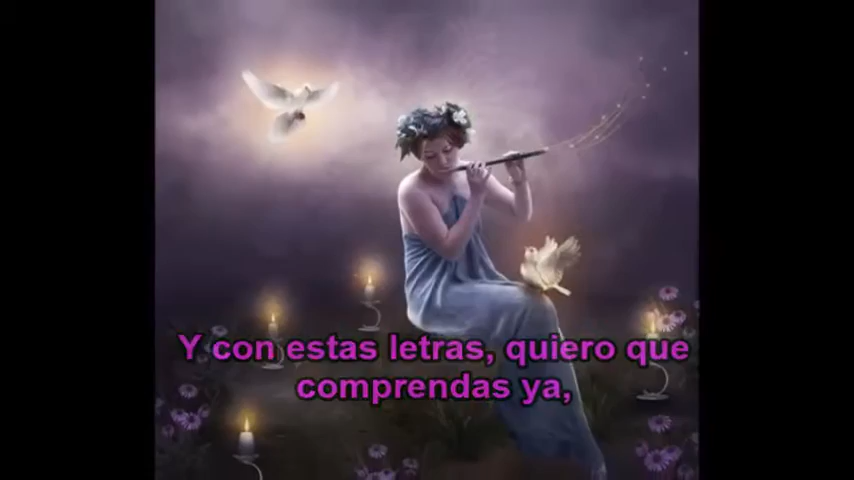 Y con estas letras, quiero que
comprendas ya,